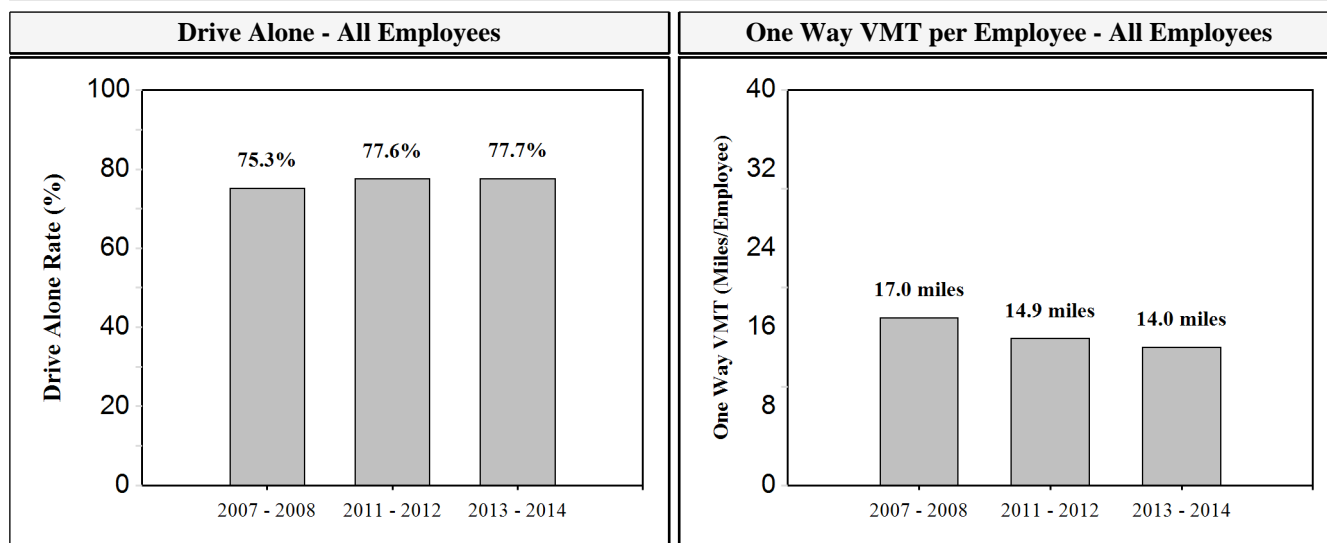 Drive Alone - All Employees
Drive Alone Rate (%)
100
80
60
40
20
0
75.3%
77.6%
77.7%
2007 - 2008
2011 - 2012
2013 - 2014
One Way VMT per Employee - All Employees
One Way VMT (Miles/Employee)
40
32
24
16
8
0
17.0 miles
14.9 miles
14.0 miles
2007 - 2008
2011 - 2012
2013 - 2014